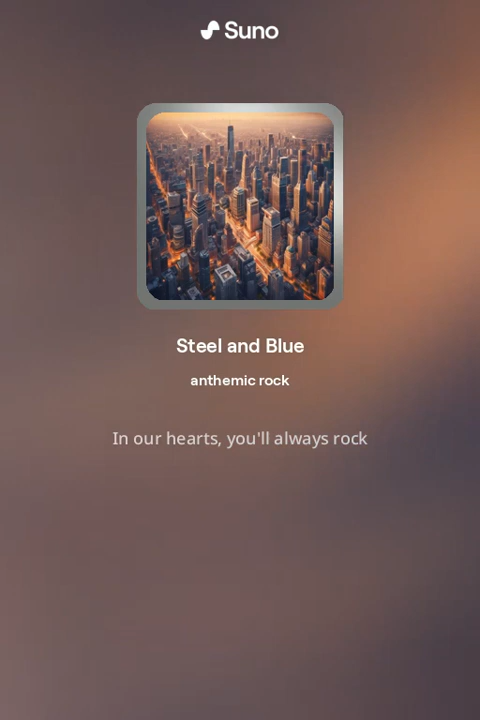 Suno
Steel and Blue
anthemic rock
In our hearts, you'll always rock